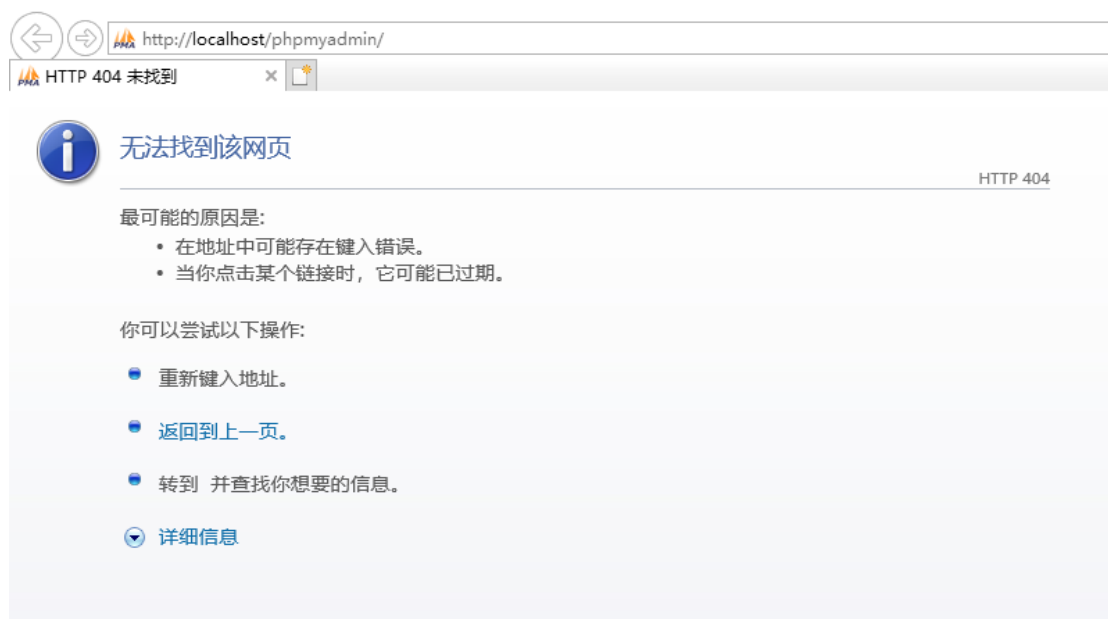 http://localhost/phpmyadmin/
PMA HTTP 404 未找到
无法找到该网页
HTTP 404
最可能的原因是:
• 在地址中可能存在键入错误。
• 当你点击某个链接时，它可能已过期。
你可以尝试以下操作:
重新键入地址。
返回到上一页。
转到 并查找你想要的信息。
详细信息